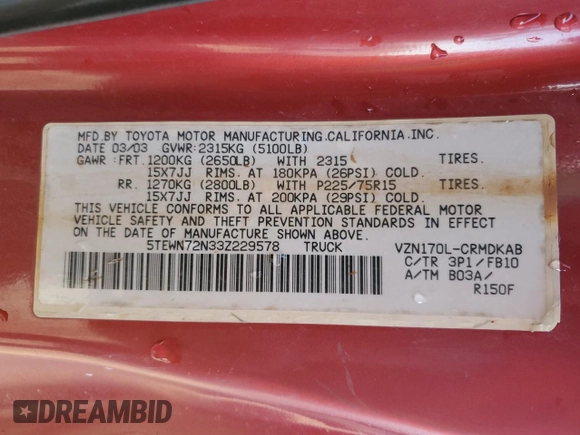 MFD.BY TOYOTA MOTOR MANUFACTURING.CALIFORNIA.INC.
DATE 03/03 GVWR:2315KG (5100LB)
GAWR :FRT.1200KG (2650LB) WITH 2315 TIRES.
15X7JJ RIMS. AT 180KPA (26PSI) COLD.
RR. 1270KG (2800LB) WITH P225/75R15 TIRES.
15X7JJ RIMS. AT 200KPA (29PSI) COLD.
THIS VEHICLE CONFORMS TO ALL APPLICABLE FEDERAL MOTOR
VEHICLE SAFETY AND THEFT PREVENTION STANDARDS IN EFFECT
ON THE DATE OF MANUFACTURE SHOWN ABOVE.
5TEWN72N33Z229578 TRUCK VZN170L-CRMDKAB
C/TR 3P1/FB10
A/TM B03A/
R150F
DREAMBID